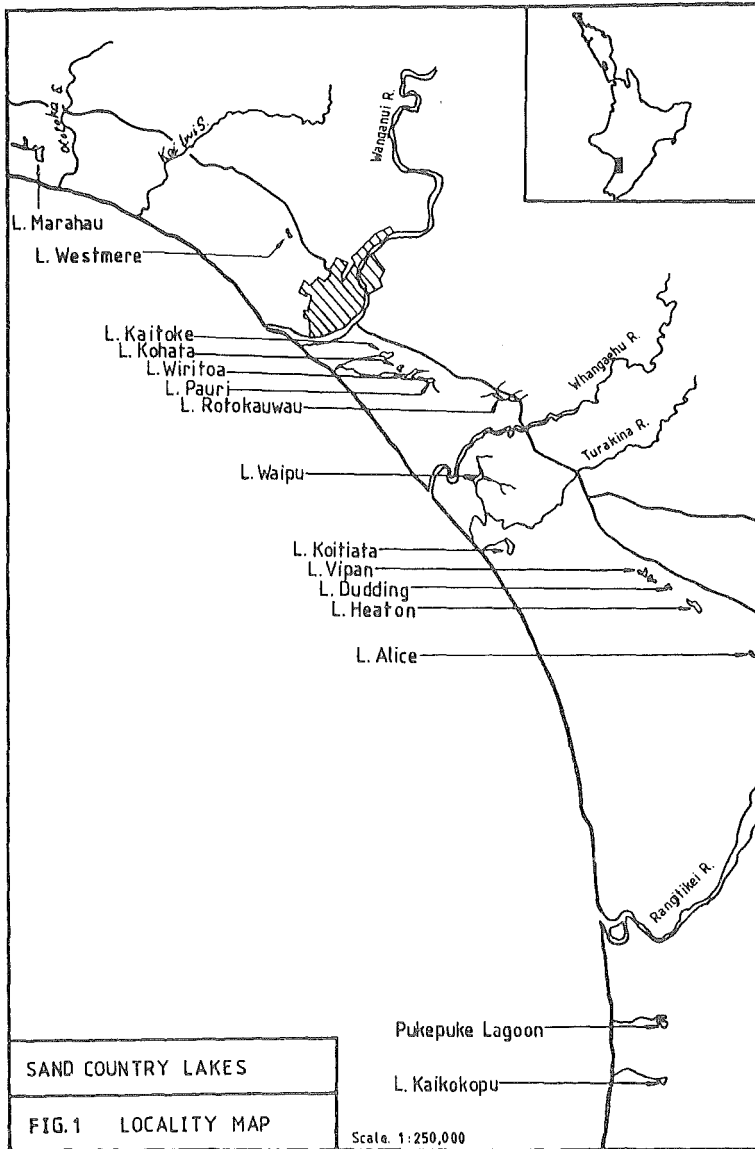 Ototoka S.
Kai Iwi S.
Wanganui R.
L. Marahau
L. Westmere
L. Kaitoke
L. Kohata
L. Wiritoa
L. Pauri
L. Rotokauwau
Whangaehu R.
Turakina R.
L. Waipu
L. Koitiata
L. Vipan
L. Dudding
L. Heaton
L. Alice
Rangitikei R.
Pukepuke Lagoon
L. Kaikokopu
SAND COUNTRY LAKES
FIG.1 LOCALITY MAP
Scale. 1:250,000